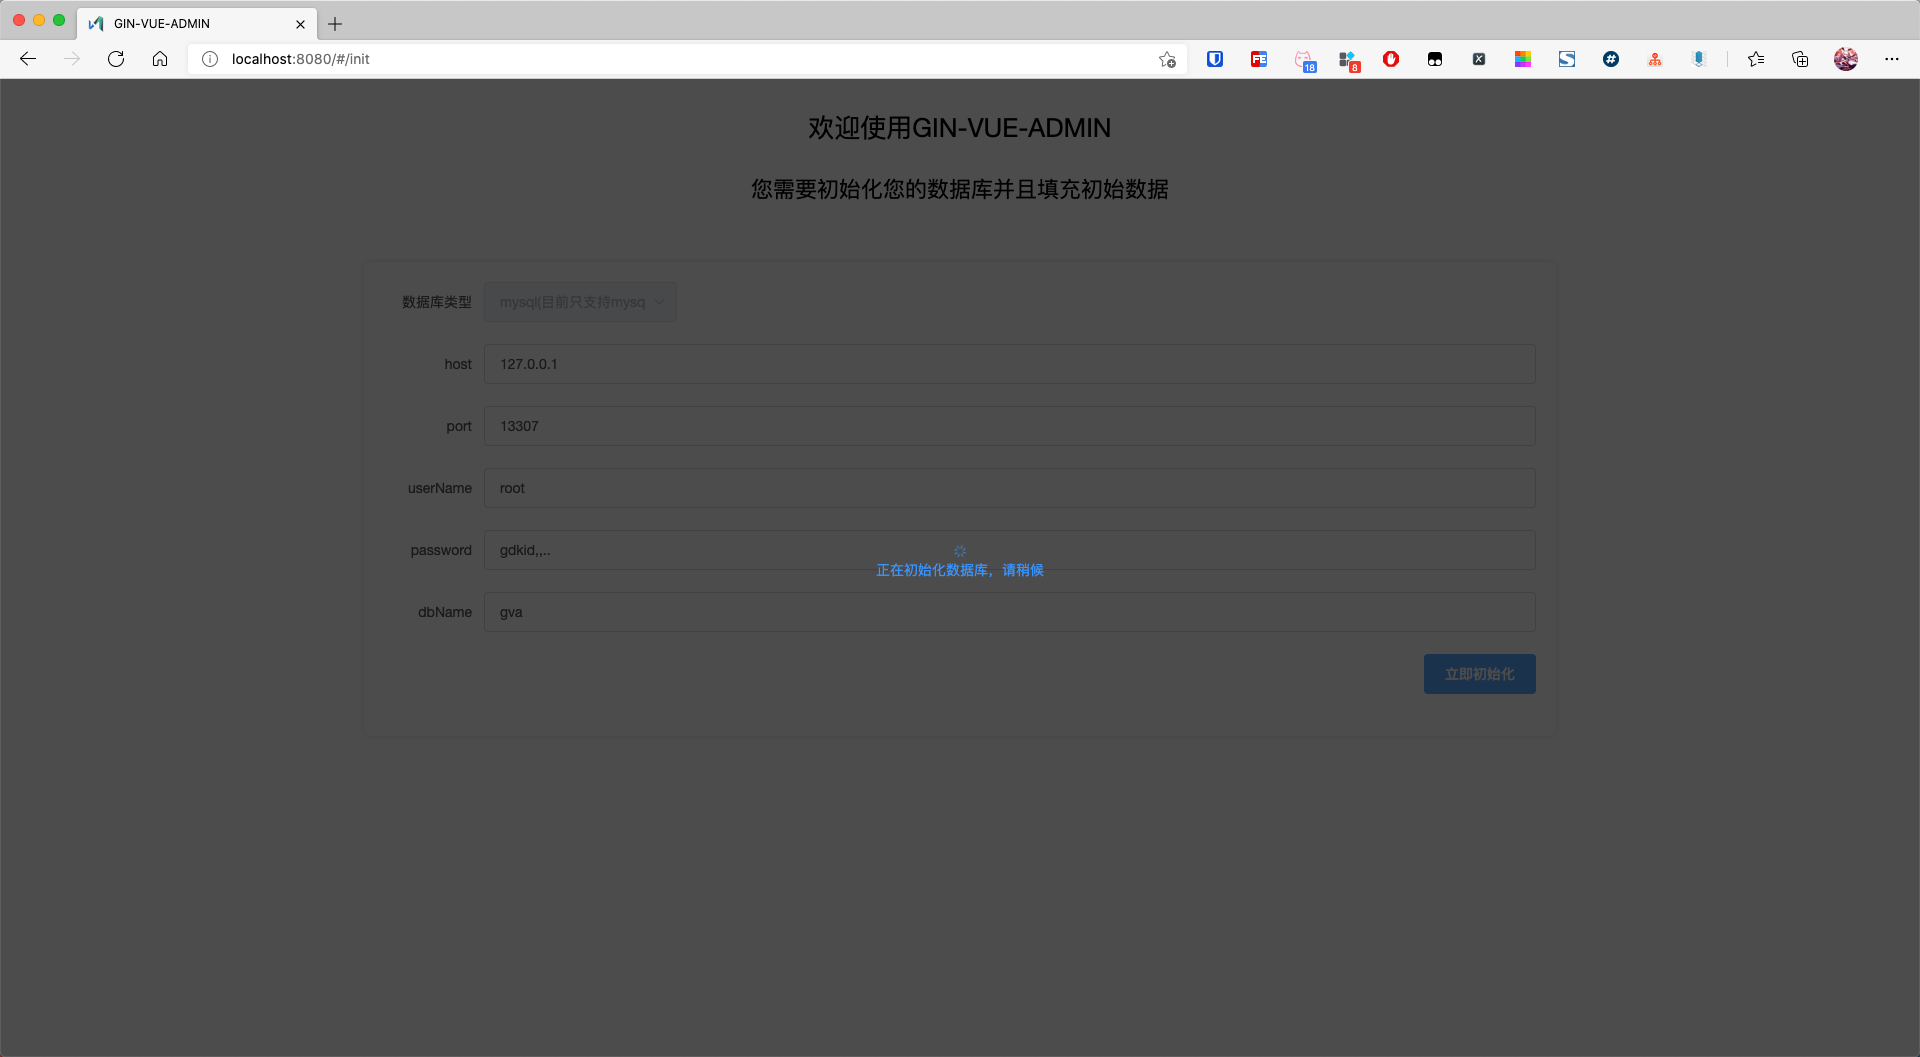 GIN-VUE-ADMIN
localhost:8080/#/init
18
8
欢迎使用GIN-VUE-ADMIN
您需要初始化您的数据库并且填充初始数据
数据库类型 mysql(目前只支持mysq
host 127.0.0.1
port 13307
userName root
password gdkid,,..
正在初始化数据库，请稍候
dbName gva
立即初始化